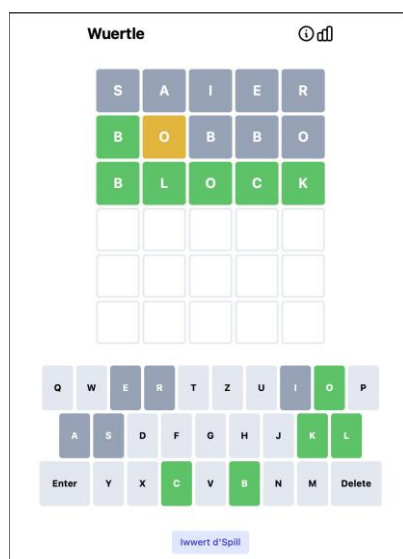 Wuertle
S A I E R
B O B B O
B L O C K
Q W E R T Z U I O P
A S D F G H J K L
Enter Y X C V B N M Delete
Iwwert d'Spill